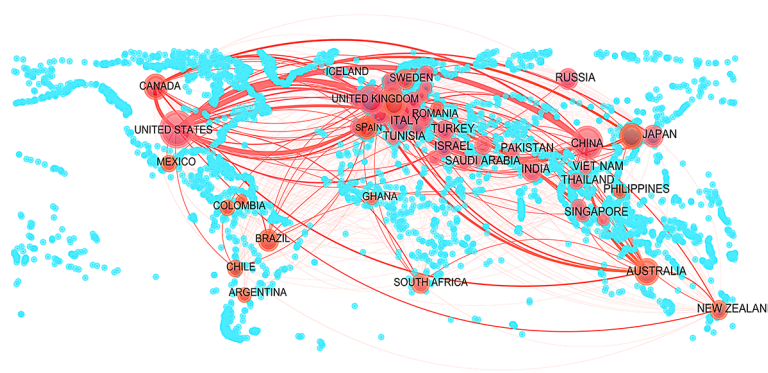 ICELAND
SWEDEN
RUSSIA
CANADA
UNITED KINGDOM
ROMANIA
ITALY
UNITED STATES
SPAIN
TUNISIA
TURKEY
JAPAN
ISRAEL
PAKISTAN
CHINA
MEXICO
SAUDI ARABIA
INDIA
VIET NAM
THAILAND
PHILIPPINES
GHANA
COLOMBIA
SINGAPORE
BRAZIL
CHILE
AUSTRALIA
SOUTH AFRICA
ARGENTINA
NEW ZEALAN